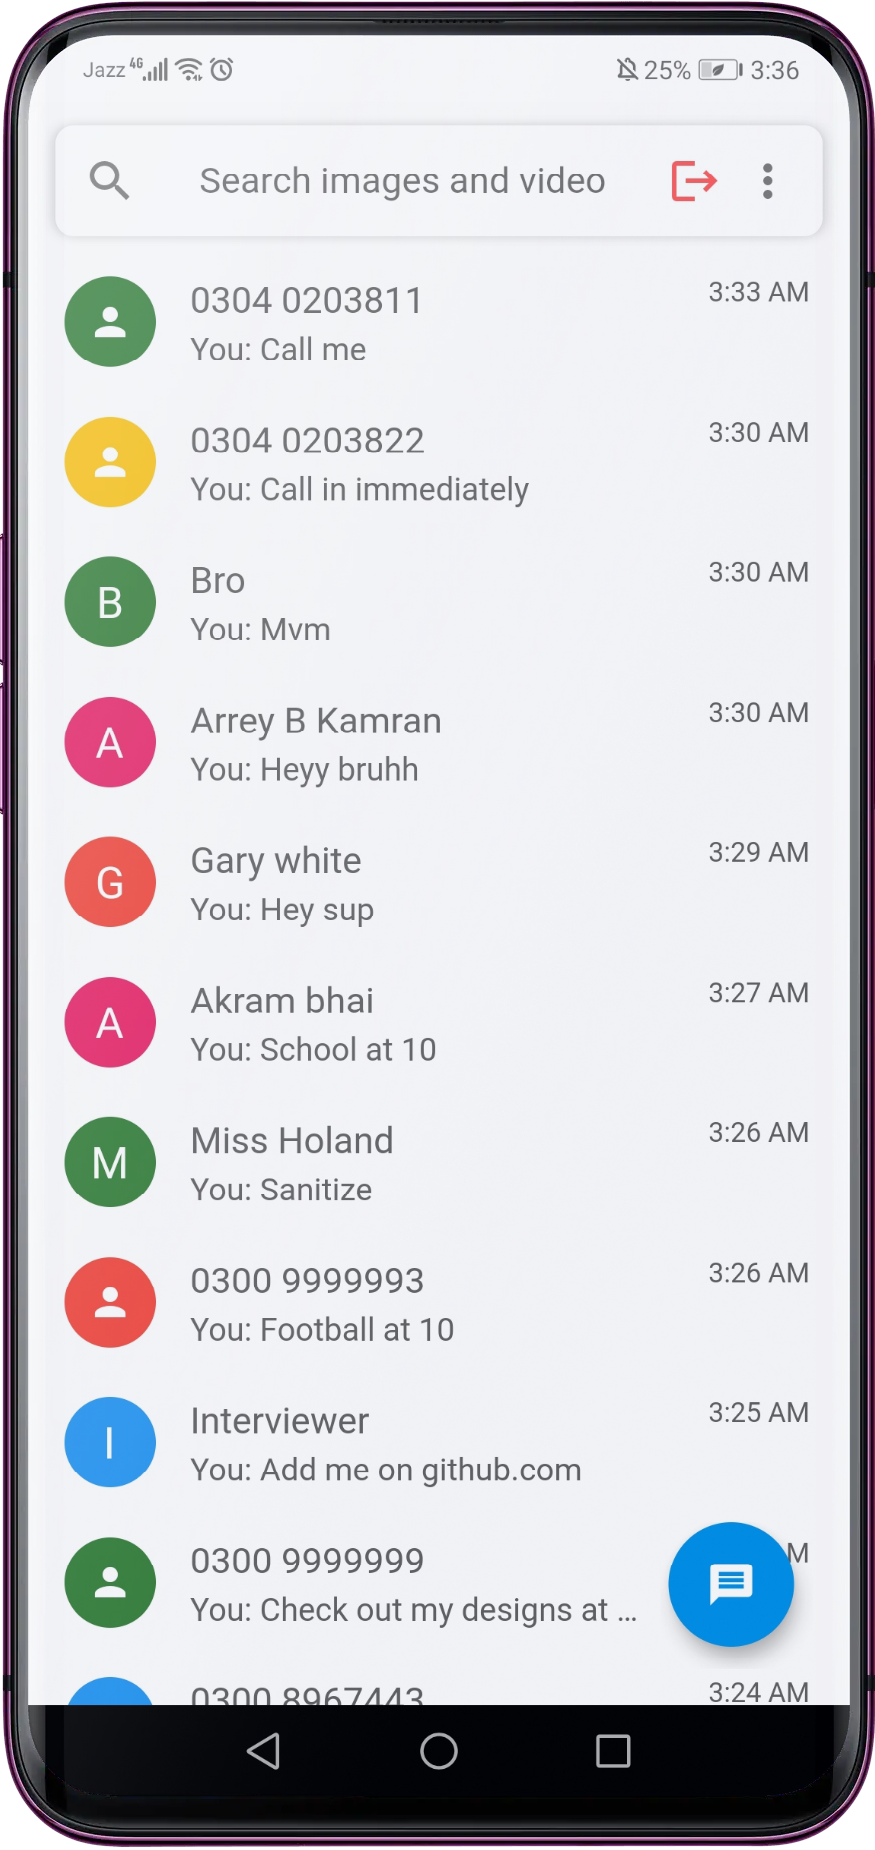 Jazz 4G 25% 3:36
Search images and video
0304 0203811 3:33 AM
You: Call me
0304 0203822 3:30 AM
You: Call in immediately
B Bro 3:30 AM
You: Mvm
A Arrey B Kamran 3:30 AM
You: Heyy bruhh
G Gary white 3:29 AM
You: Hey sup
A Akram bhai 3:27 AM
You: School at 10
M Miss Holand 3:26 AM
You: Sanitize
0300 9999993 3:26 AM
You: Football at 10
I Interviewer 3:25 AM
You: Add me on github.com
0300 9999999 M
You: Check out my designs at ...
0300 8967443 3:24 AM